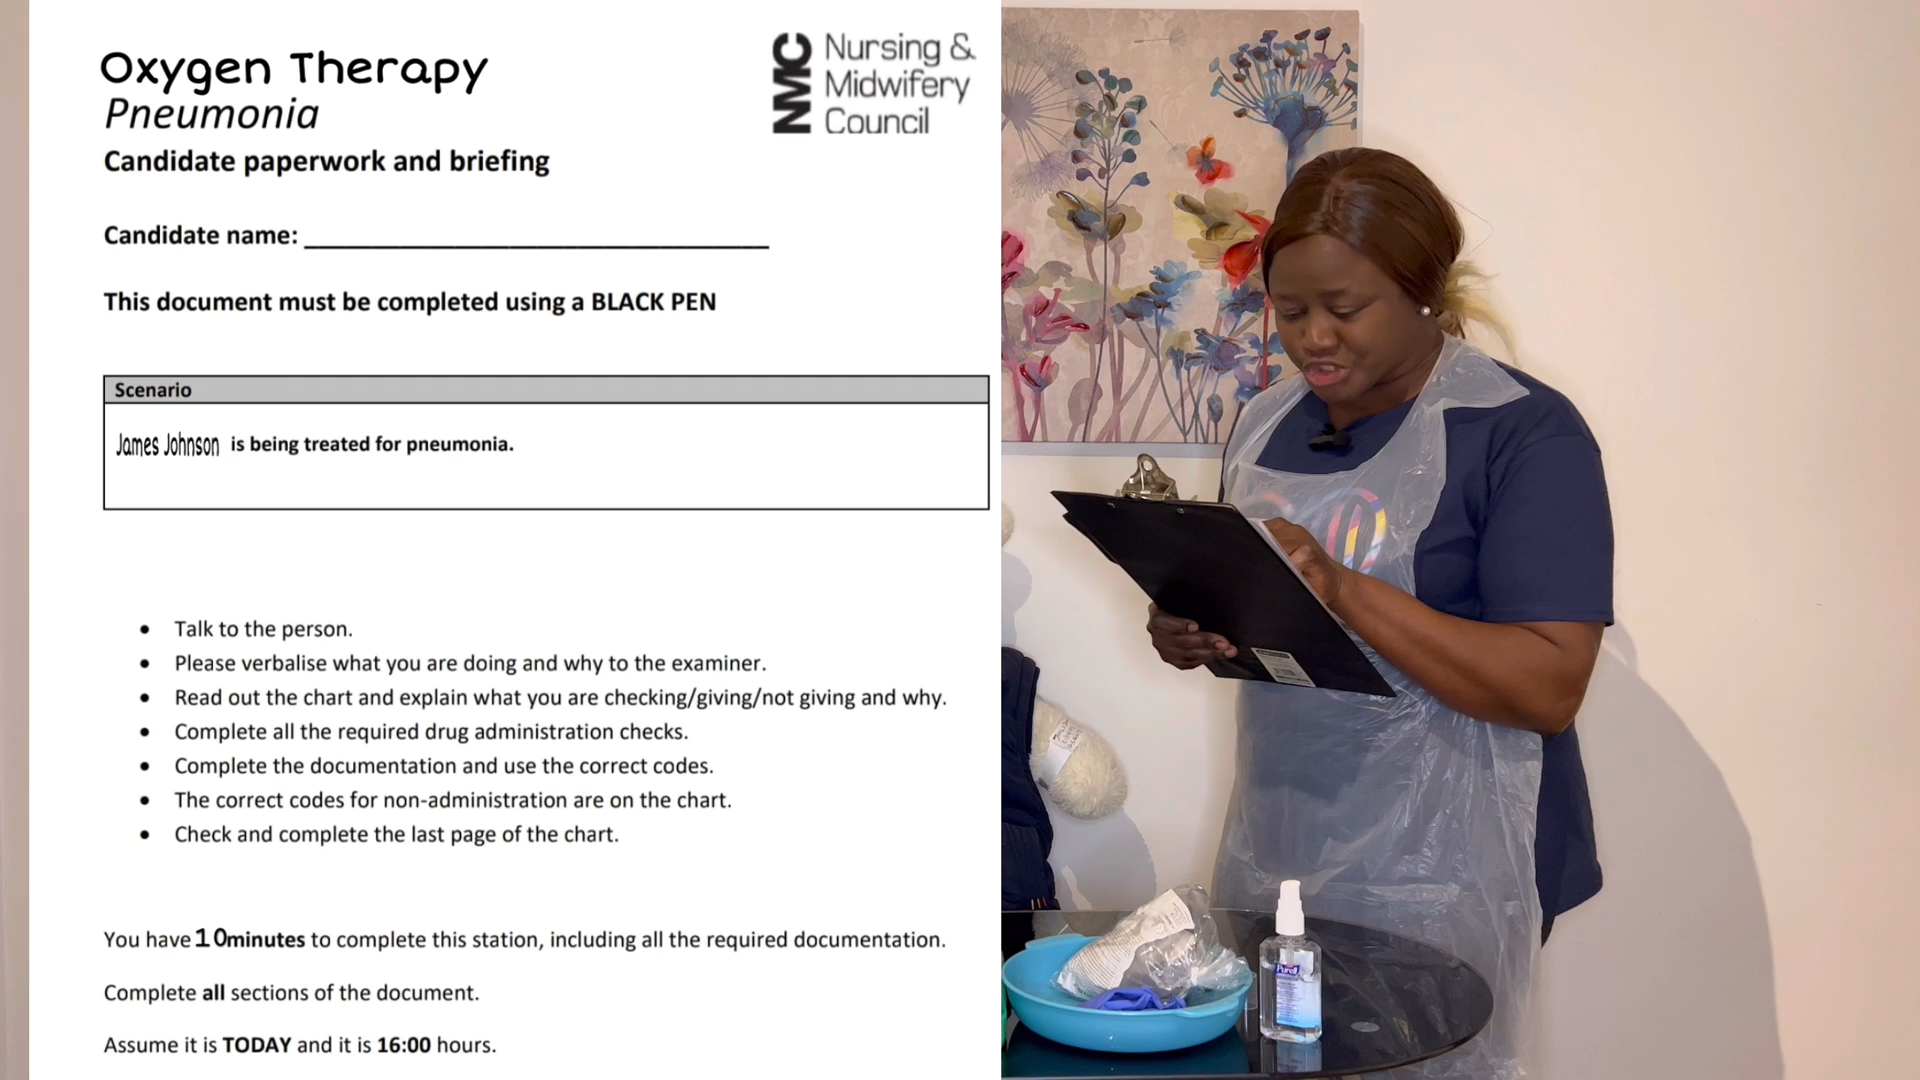 Oxygen Therapy
Pneumonia
Candidate paperwork and briefing
NMC Nursing &
Midwifery
Council
Candidate name: ___________________________________
This document must be completed using a BLACK PEN
Scenario
James Johnson is being treated for pneumonia.
• Talk to the person.
• Please verbalise what you are doing and why to the examiner.
• Read out the chart and explain what you are checking/giving/not giving and why.
• Complete all the required drug administration checks.
• Complete the documentation and use the correct codes.
• The correct codes for non-administration are on the chart.
• Check and complete the last page of the chart.
You have 10minutes to complete this station, including all the required documentation.
Complete all sections of the document.
Assume it is TODAY and it is 16:00 hours.
Purell